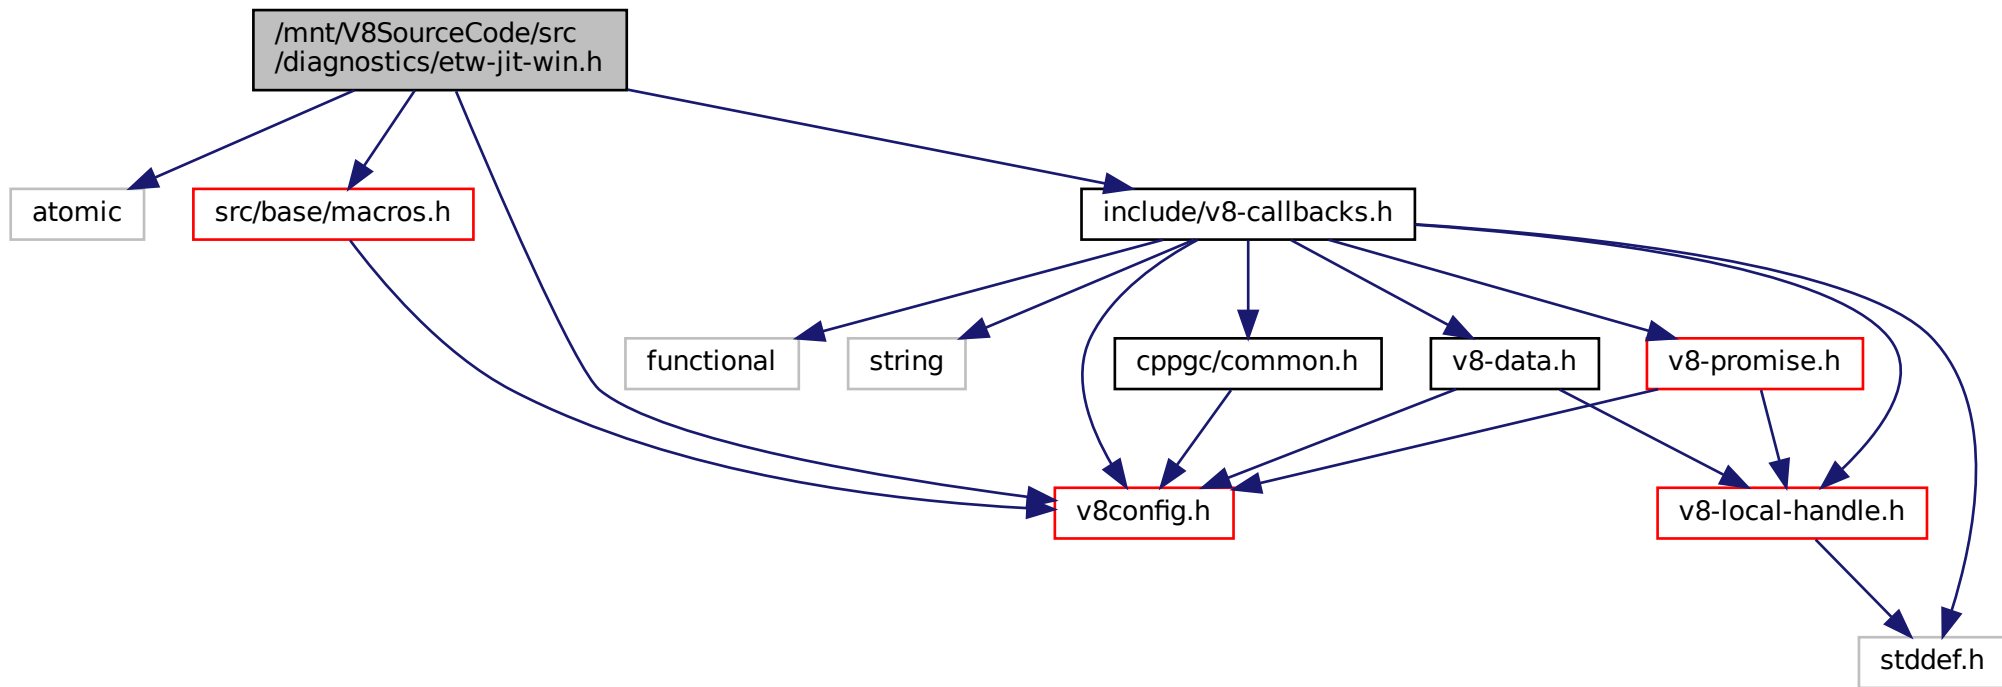 /mnt/V8SourceCode/src
/diagnostics/etw-jit-win.h
atomic
src/base/macros.h
include/v8-callbacks.h
functional
string
cppgc/common.h
v8-data.h
v8-promise.h
v8config.h
v8-local-handle.h
stddef.h